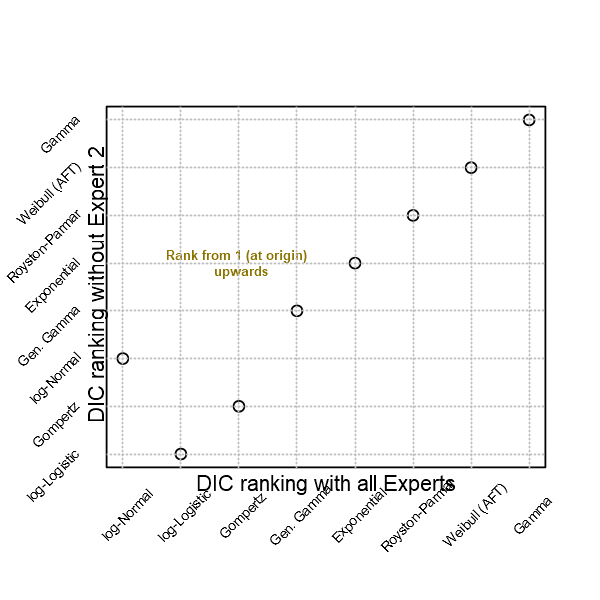 Gamma
Weibull (AFT)
Royston-Parmar
Exponential
Gen. Gamma
log-Normal
Gompertz
log-Logistic
DIC ranking without Expert 2
Rank from 1 (at origin)
upwards
DIC ranking with all Experts
log-Normal
log-Logistic
Gompertz
Gen. Gamma
Exponential
Royston-Parmar
Weibull (AFT)
Gamma